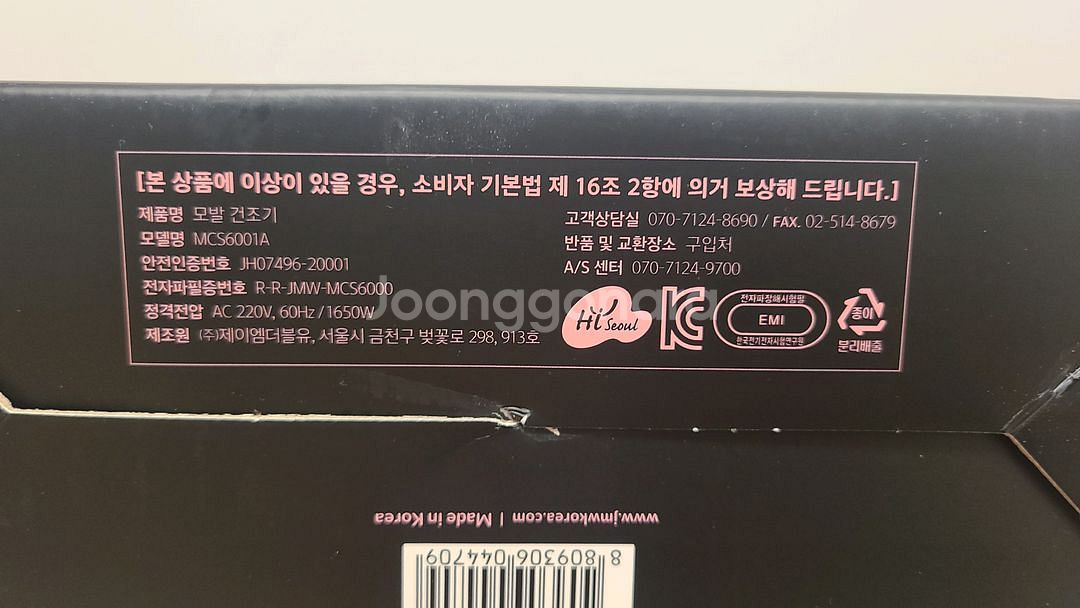 [본 상품에 이상이 있을 경우, 소비자 기본법 제 16조 2항에 의거 보상해 드립니다.]
제품명 모발 건조기
모델명 MCS6001A
안전인증번호 JH07496-20001
전자파필증번호 R-R-JMW-MCS6000
정격전압 AC 220V, 60Hz / 1650W
제조원 (주)제이엠더블유, 서울시 금천구 벚꽃로 298, 913호
고객상담실 070-7124-8690 / FAX. 02-514-8679
반품 및 교환장소 구입처
A/S 센터 070-7124-9700
Joonggonara
Hi Seoul
KC
전자파장해시험필
EMI
한국전기전자시험연구원
종이
분리배출
www.jmwkorea.com | Made in Korea
8 809306 044709